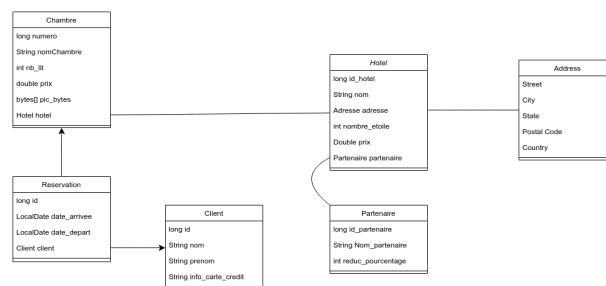 Chambre
long numero
String nomChambre
int nb_lit
double prix
bytes[] pic_bytes
Hotel hotel
Hotel
long id_hotel
String nom
Adresse adresse
int nombre_etoile
Double prix
Partenaire partenaire
Address
Street
City
State
Postal Code
Country
Reservation
long id
LocalDate date_arrivee
LocalDate date_depart
Client client
Client
long id
String nom
String prenom
String info_carte_credit
Partenaire
long id_partenaire
String Nom_partenaire
int reduc_pourcentage